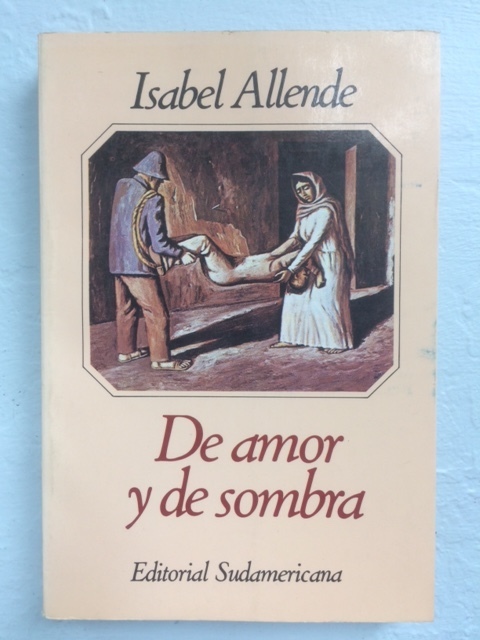 Isabel Allende
De amor
y de sombra
Editorial Sudamericana